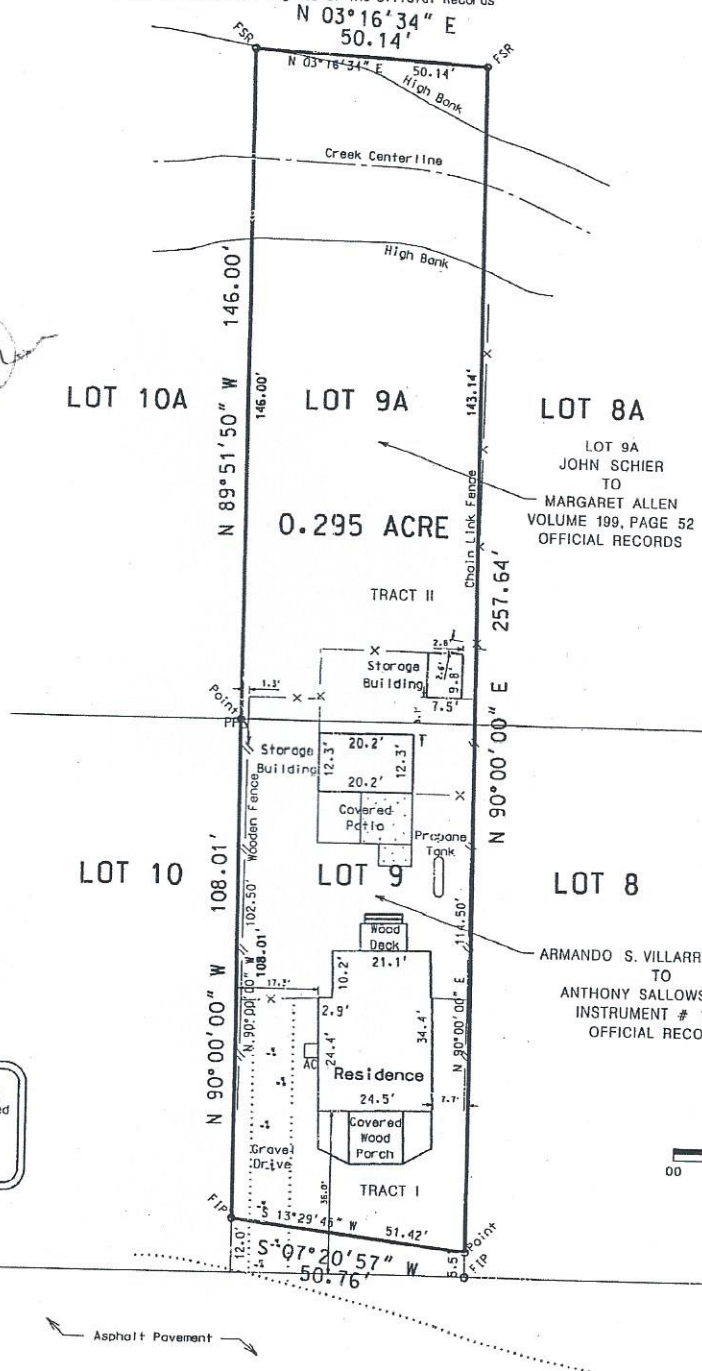 Official Records
N 03°16'34" E
50.14'
FSR
FSR
N 03°16'34" E 50.14'
High Bank
Creek Centerline
High Bank
146.00'
146.00'
N 89°51'50" W
LOT 10A
LOT 9A
143.14'
LOT 8A
LOT 9A
JOHN SCHIER
TO
MARGARET ALLEN
VOLUME 199, PAGE 52
OFFICIAL RECORDS
0.295 ACRE
Chain Link Fence
257.64'
N 90°00'00" E
TRACT II
2.8'
2.6'
Storage
Building
9.8'
7.5'
1.3'
Point
PP
Storage
Building
20.2'
12.3'
12.3'
20.2'
Covered
Patio
Propane
Tank
Wooden Fence
LOT 10
108.01'
102.50'
108.01'
LOT 9
LOT 8
114.50'
Wood
Deck
21.1'
10.2'
17.3'
2.9'
24.4'
34.4'
AC
N 90°00'00" W
N 90°00'00" W
N 90°00'00" E
ARMANDO S. VILLARR
TO
ANTHONY SALLOWS
INSTRUMENT #
OFFICIAL RECO
Residence
24.5'
7.7'
Covered
Wood
Porch
Gravel
Drive
36.0'
TRACT I
00
FIP
S 13°29'45" W 51.42'
Point
12.0'
S 07°20'57" W
50.76'
5.5'
FIP
Asphalt Pavement